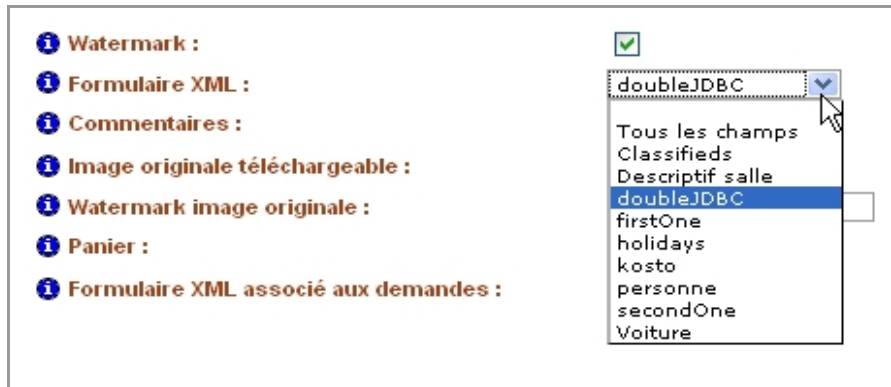 Watermark :
Formulaire XML : doubleJDBC
Commentaires :
Tous les champs
Classifieds
Image originale téléchargeable :
Descriptif salle
doubleJDBC
Watermark image originale :
firstOne
Panier :
holidays
kosto
Formulaire XML associé aux demandes :
personne
secondOne
Voiture